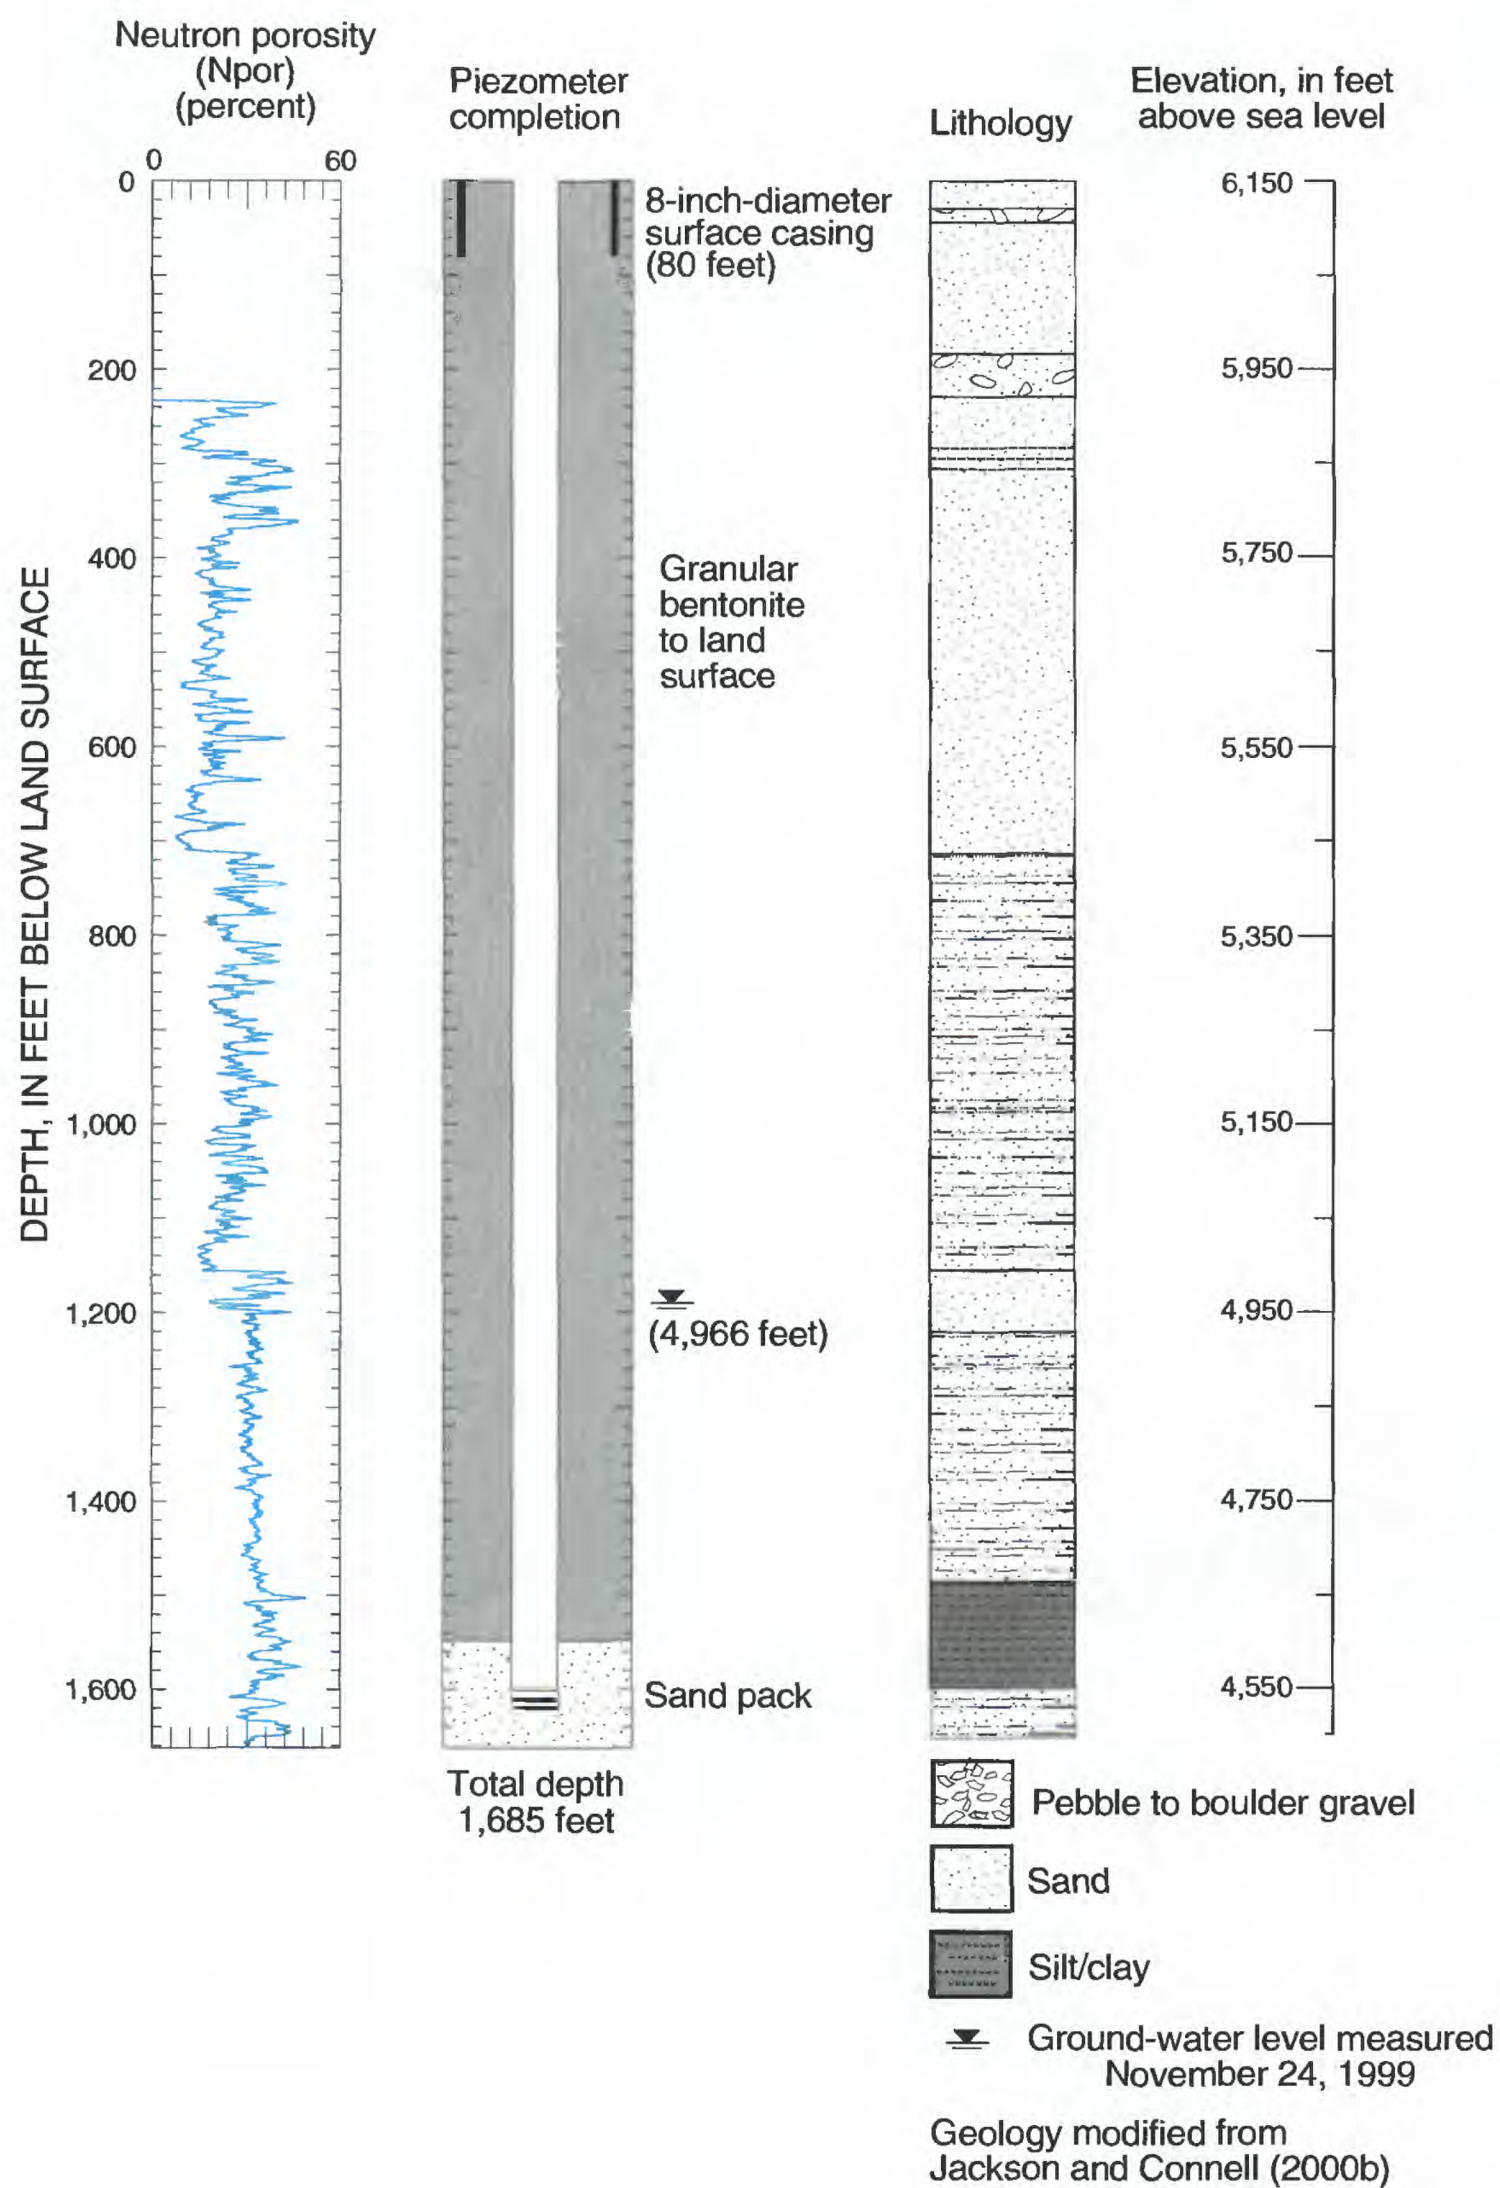 Neutron porosity
(Npor)
(percent)
0 60
Piezometer
completion
Lithology
Elevation, in feet
above sea level
DEPTH, IN FEET BELOW LAND SURFACE
0
200
400
600
800
1,000
1,200
1,400
1,600
8-inch-diameter
surface casing
(80 feet)
Granular
bentonite
to land
surface
(4,966 feet)
Sand pack
Total depth
1,685 feet
6,150
5,950
5,750
5,550
5,350
5,150
4,950
4,750
4,550
Pebble to boulder gravel
Sand
Silt/clay
Ground-water level measured
November 24, 1999
Geology modified from
Jackson and Connell (2000b)